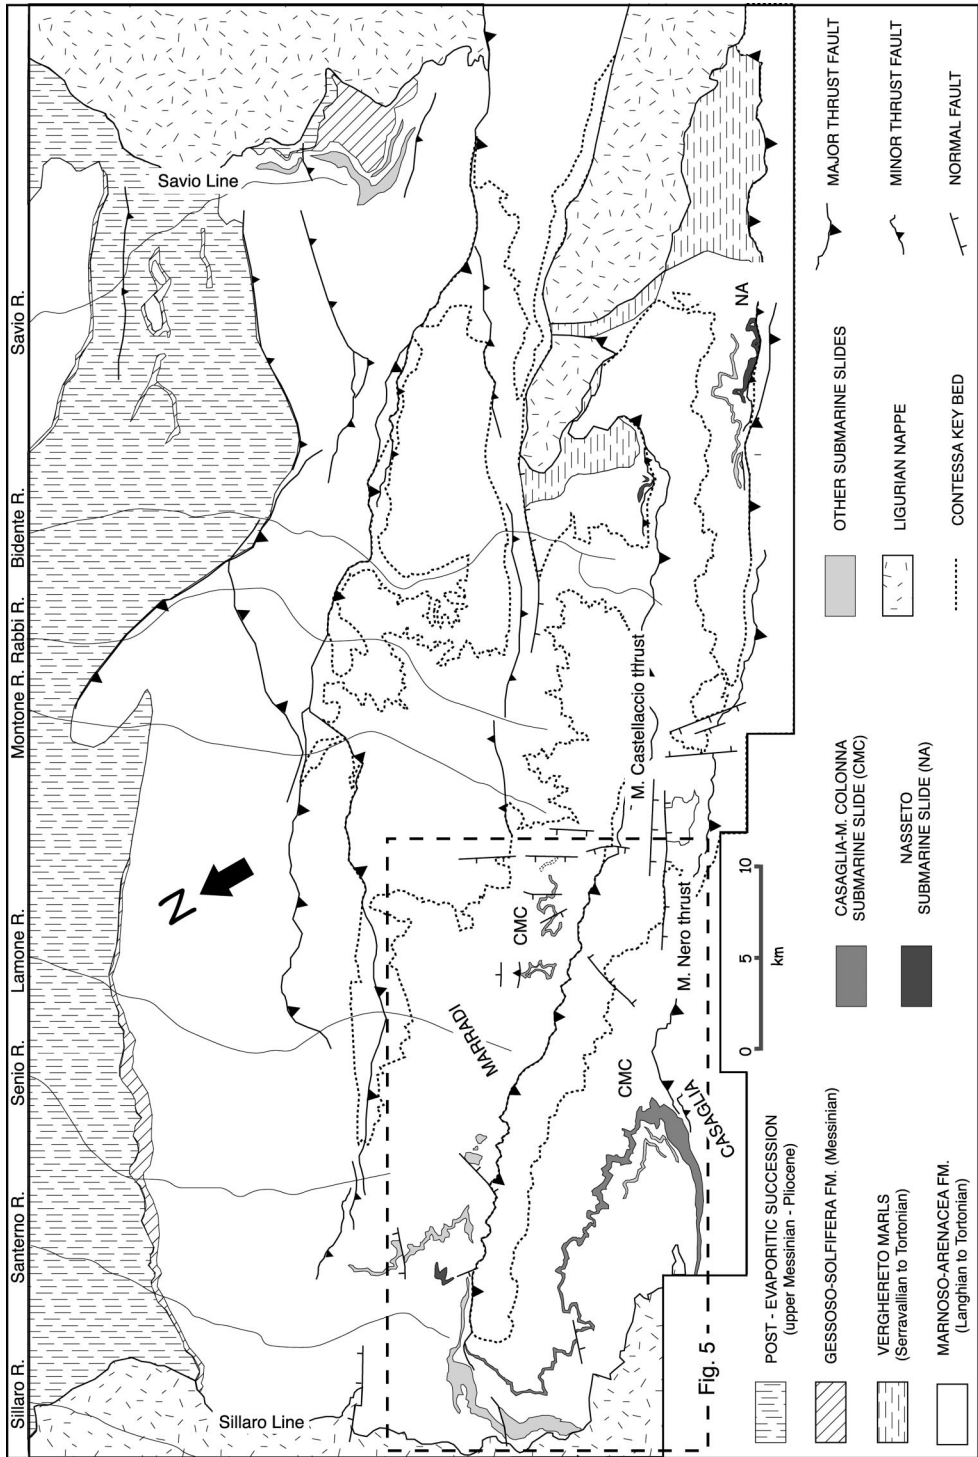 Sillaro R.
Santerno R.
Senio R.
Lamone R.
Montone R.
Rabbi R.
Bidente R.
Savio R.
Sillaro Line
Savio Line
N
MARRADI
CMC
CMC
CASAGLIA
M. Nero thrust
M. Castellaccio thrust
NA
Fig. 5
0
5
10
km
POST - EVAPORITIC SUCCESSION
(upper Messinian - Pliocene)
GESSOSO-SOLFIFERA FM. (Messinian)
VERGHERETO MARLS
(Serravallian to Tortonian)
MARNOSO-ARENACEA FM.
(Langhian to Tortonian)
CASAGLIA-M. COLONNA
SUBMARINE SLIDE (CMC)
NASSETO
SUBMARINE SLIDE (NA)
OTHER SUBMARINE SLIDES
LIGURIAN NAPPE
CONTESSA KEY BED
MAJOR THRUST FAULT
MINOR THRUST FAULT
NORMAL FAULT